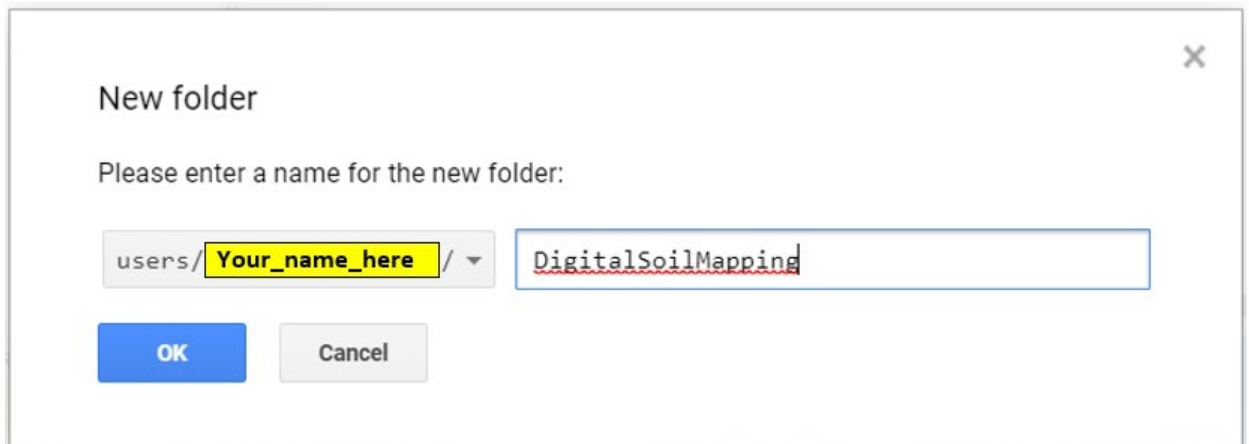 New folder
Please enter a name for the new folder:
users/ Your_name_here / DigitalSoilMapping
OK Cancel